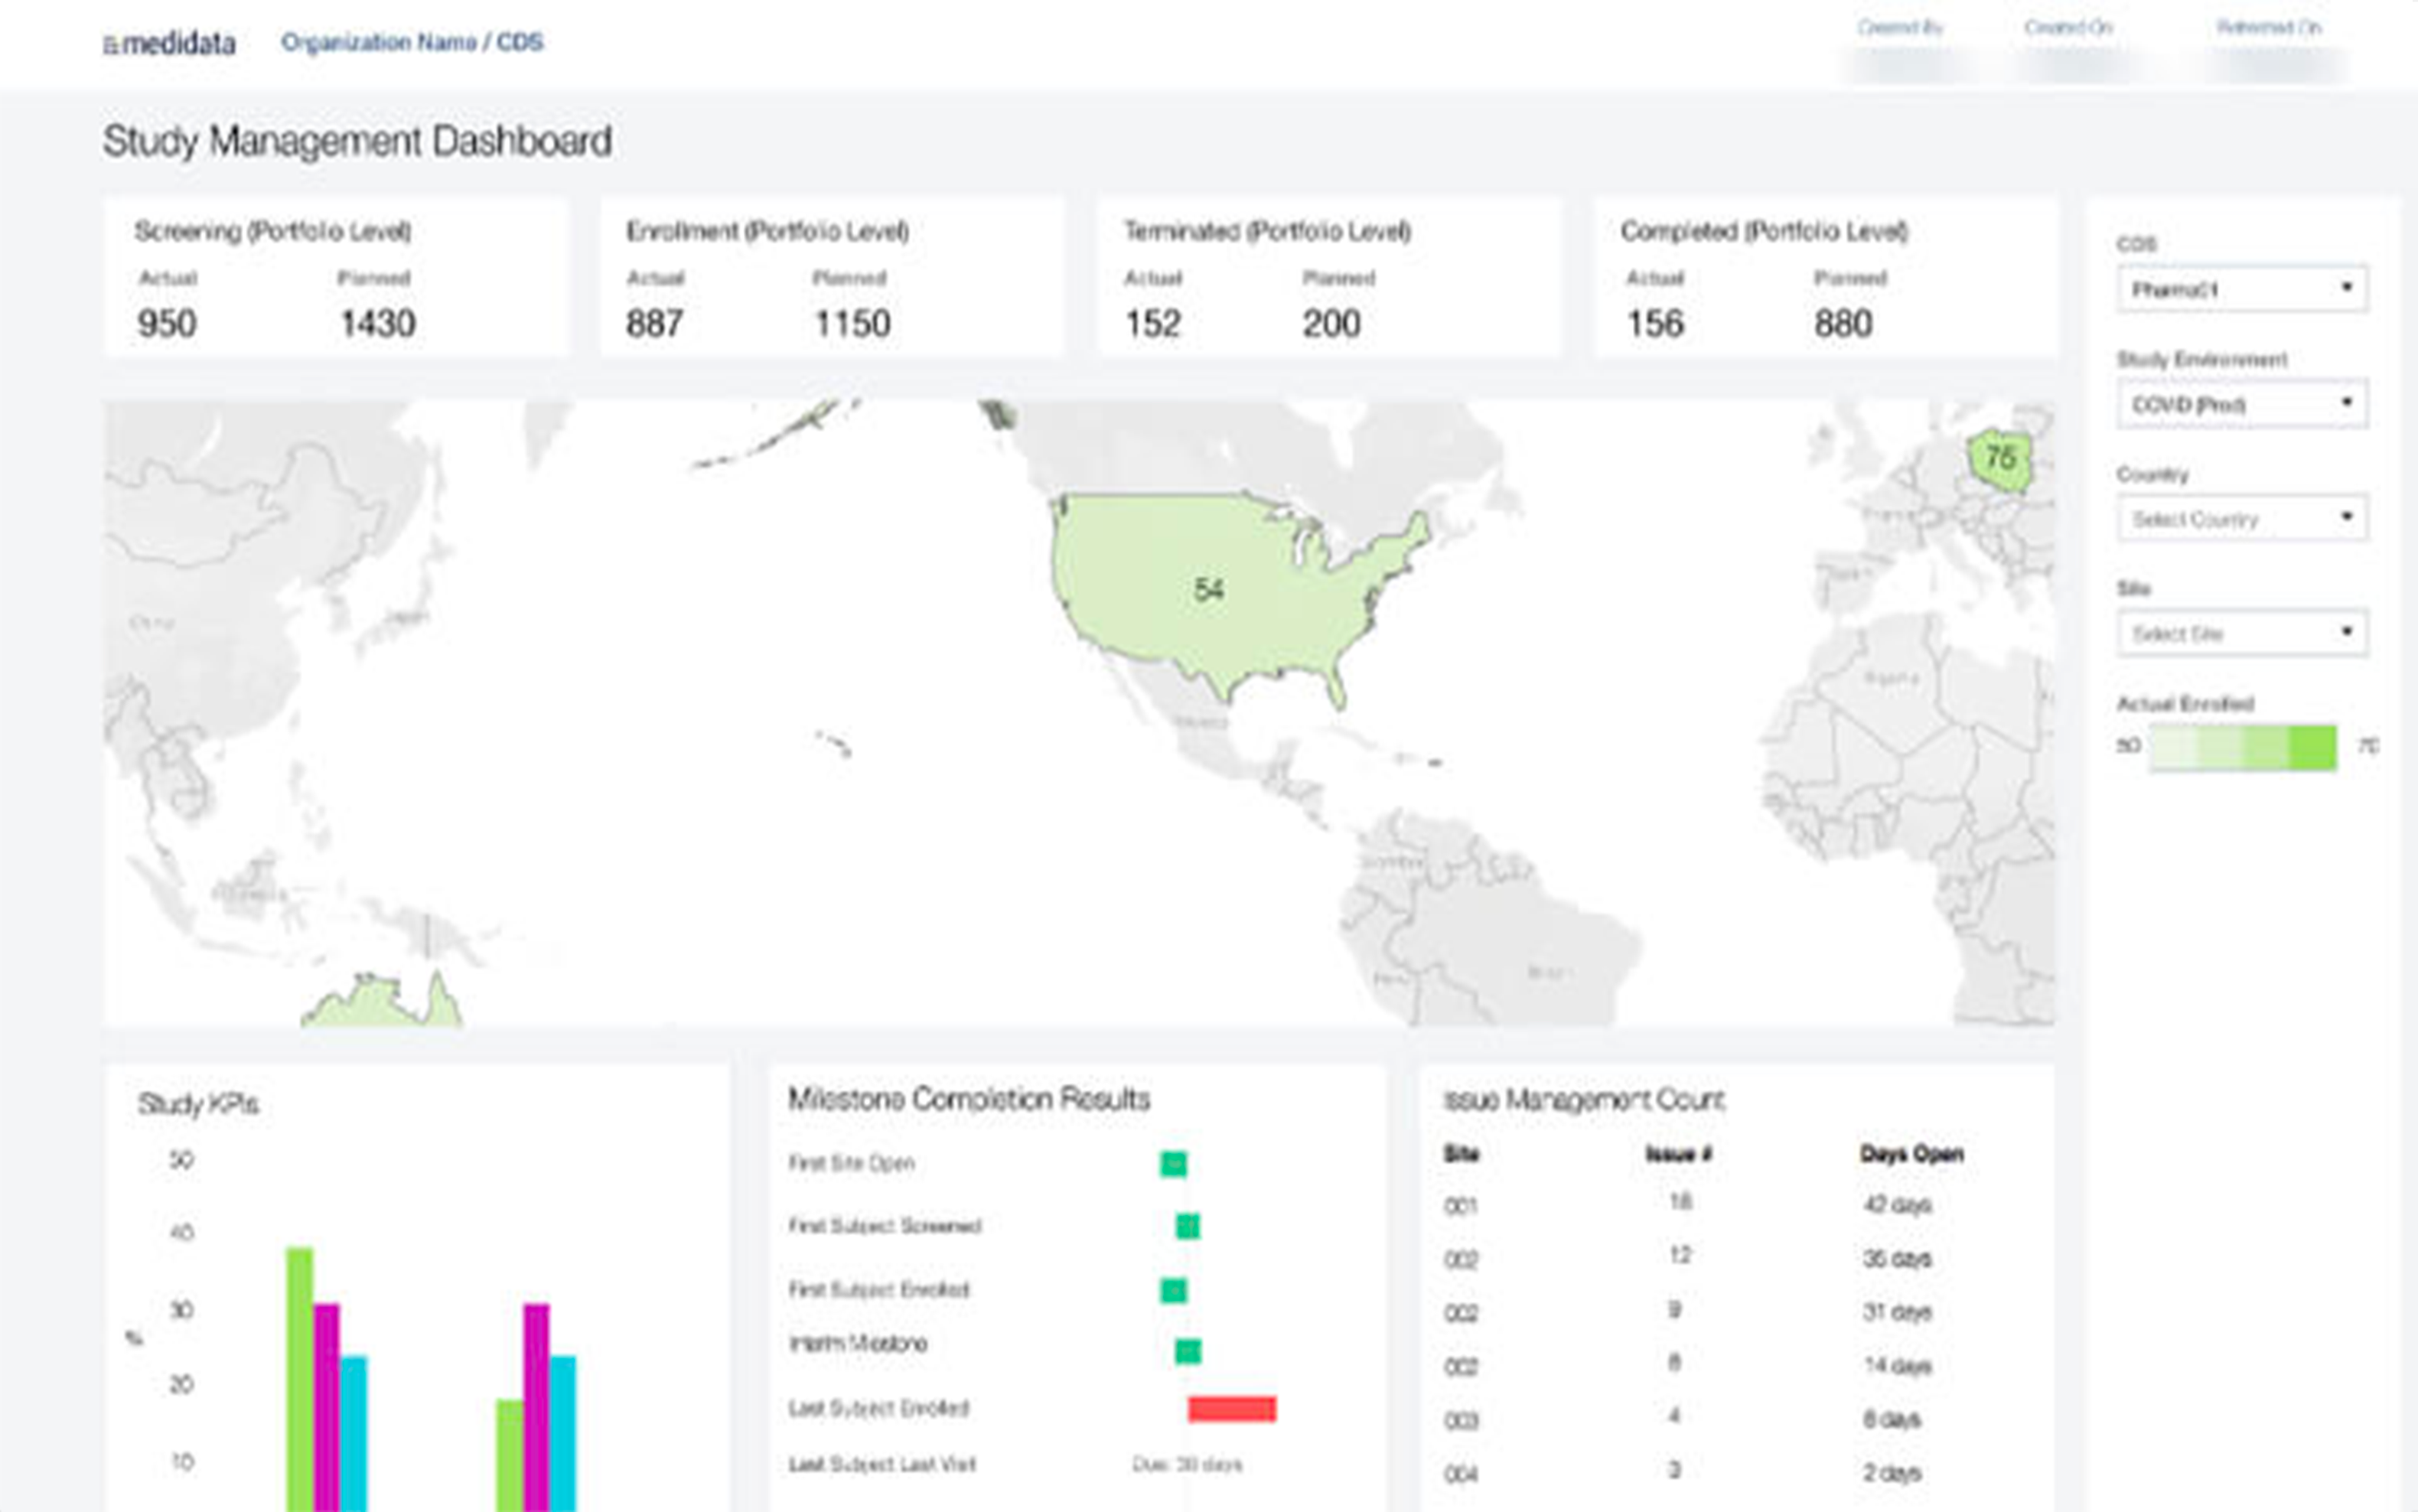 medidata
Organization Name / CDS
Created By
Created On
Refreshed On
Study Management Dashboard
Screening (Portfolio Level)
Actual
Planned
950
1430
Enrollment (Portfolio Level)
Actual
Planned
887
1150
Terminated (Portfolio Level)
Actual
Planned
152
200
Completed (Portfolio Level)
Actual
Planned
156
880
CDS
Pharma01
Study Environment
COVID (Prod)
Country
Select Country
Site
Select Site
Actual Enrolled
50
54
China
Mexico
Algeria
Brazil
Study KPIs
50
40
30
20
10
%
Milestone Completion Results
First Site Open
First Subject Screened
First Subject Enrolled
Interim Milestone
Last Subject Enrolled
Last Subject Last Visit
Issue Management Count
Site Issue # Days Open
001 18 42 days
002 12 35 days
002 9 31 days
002 8 14 days
003 4 8 days
004 3 2 days